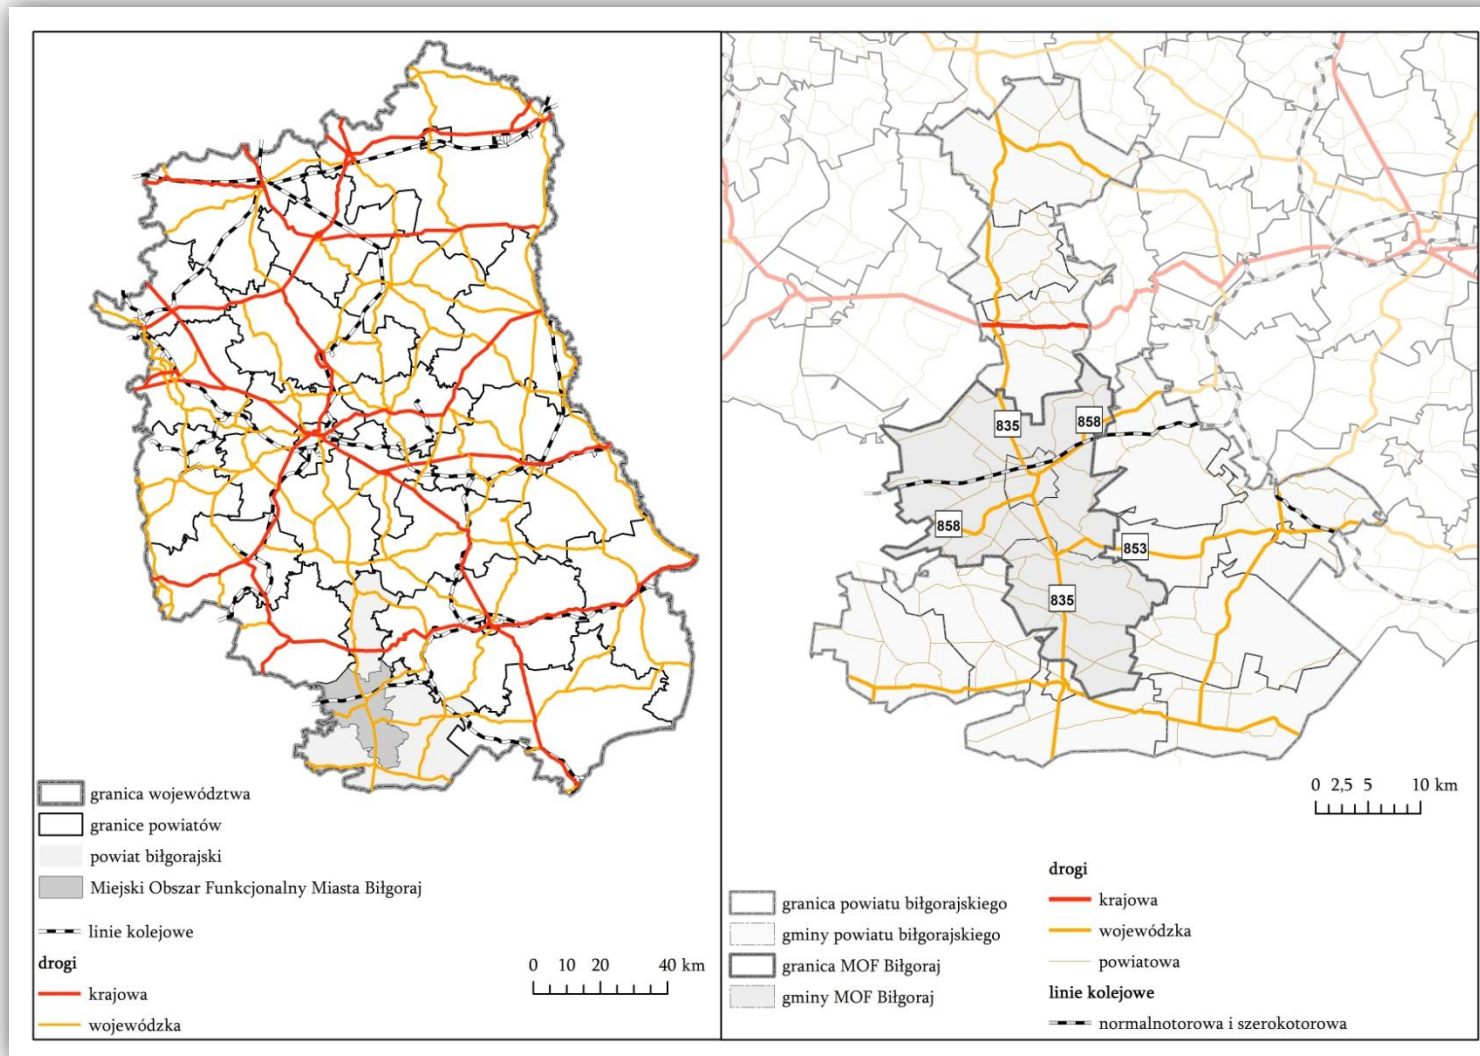 granica województwa
granice powiatów
powiat biłgorajski
Miejski Obszar Funkcjonalny Miasta Biłgoraj
linie kolejowe
drogi
krajowa
wojewódzka
0 10 20 40 km
835
858
858
853
835
0 2,5 5 10 km
granica powiatu biłgorajskiego
gminy powiatu biłgorajskiego
granica MOF Biłgoraj
gminy MOF Biłgoraj
drogi
krajowa
wojewódzka
powiatowa
linie kolejowe
normalnotorowa i szerokotorowa